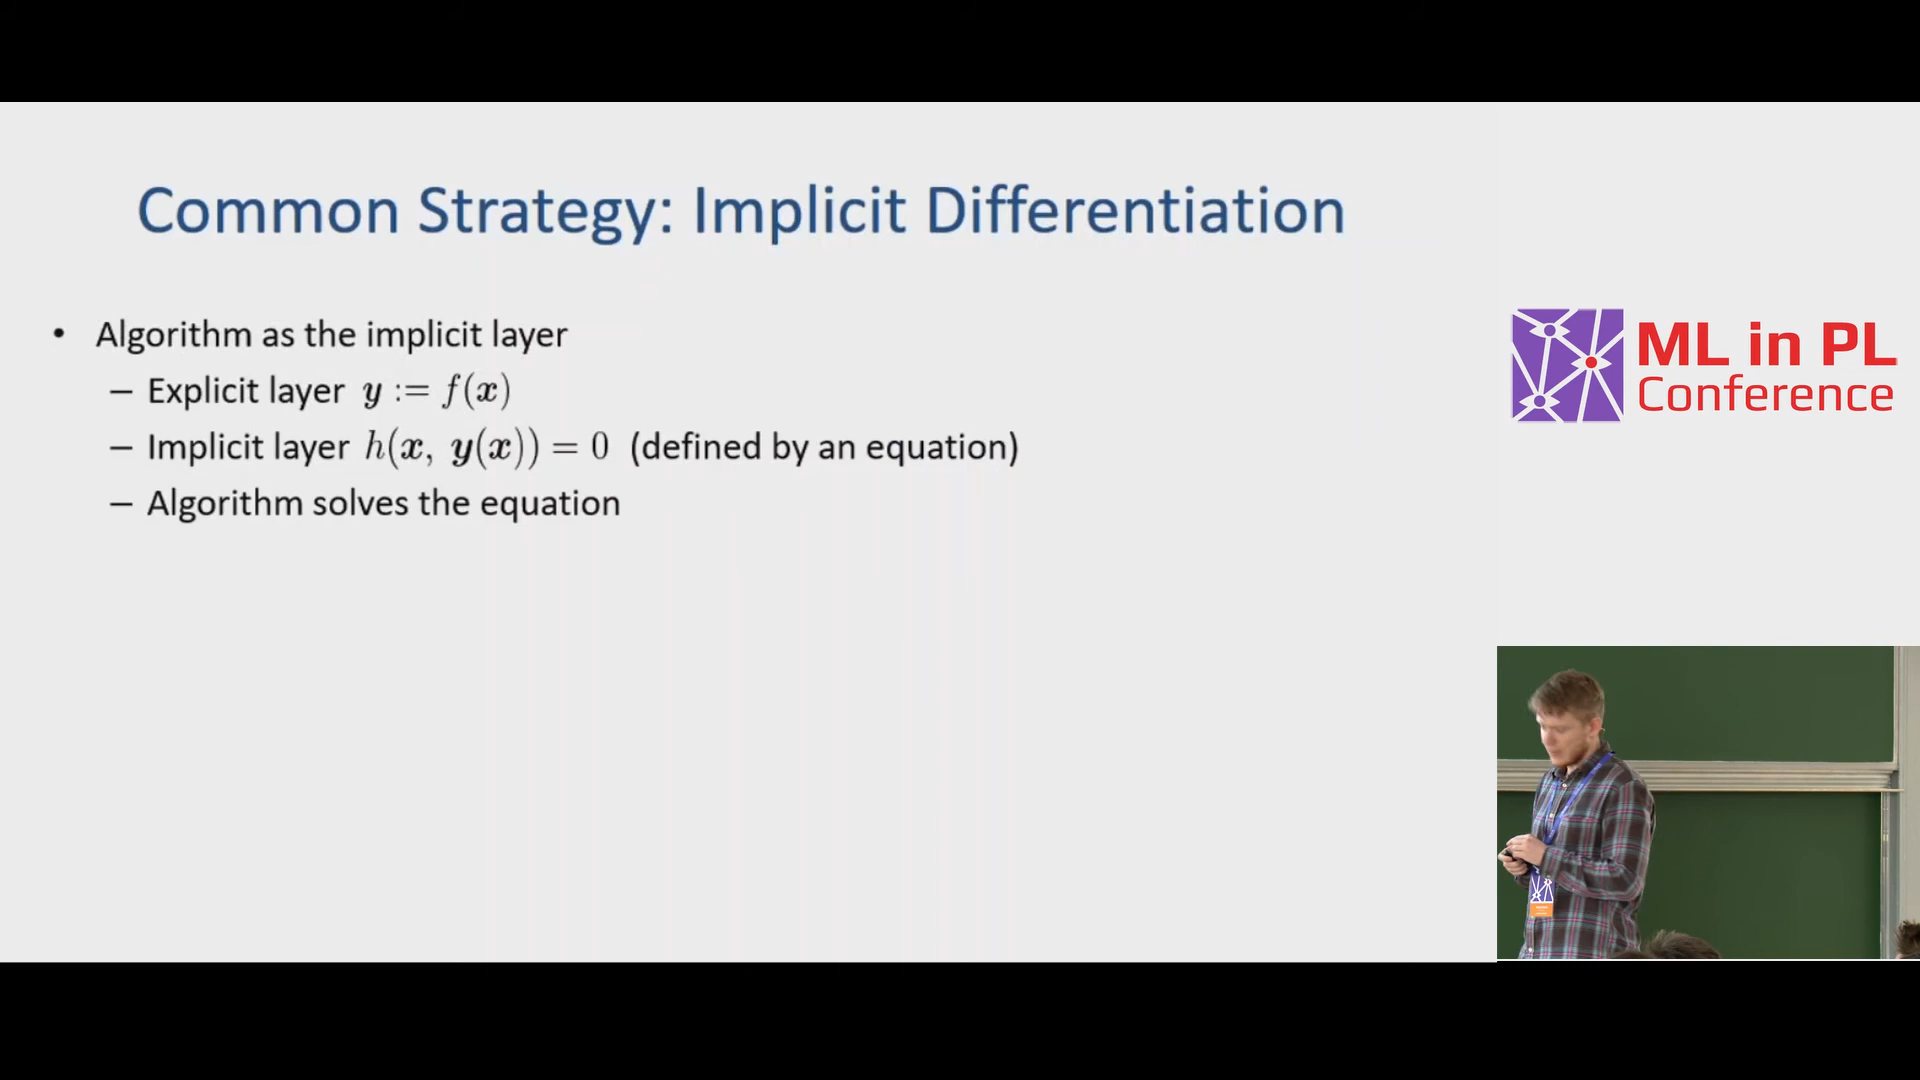 Common Strategy: Implicit Differentiation
• Algorithm as the implicit layer
– Explicit layer y := f(x)
– Implicit layer h(x, y(x)) = 0 (defined by an equation)
– Algorithm solves the equation
ML in PL
Conference